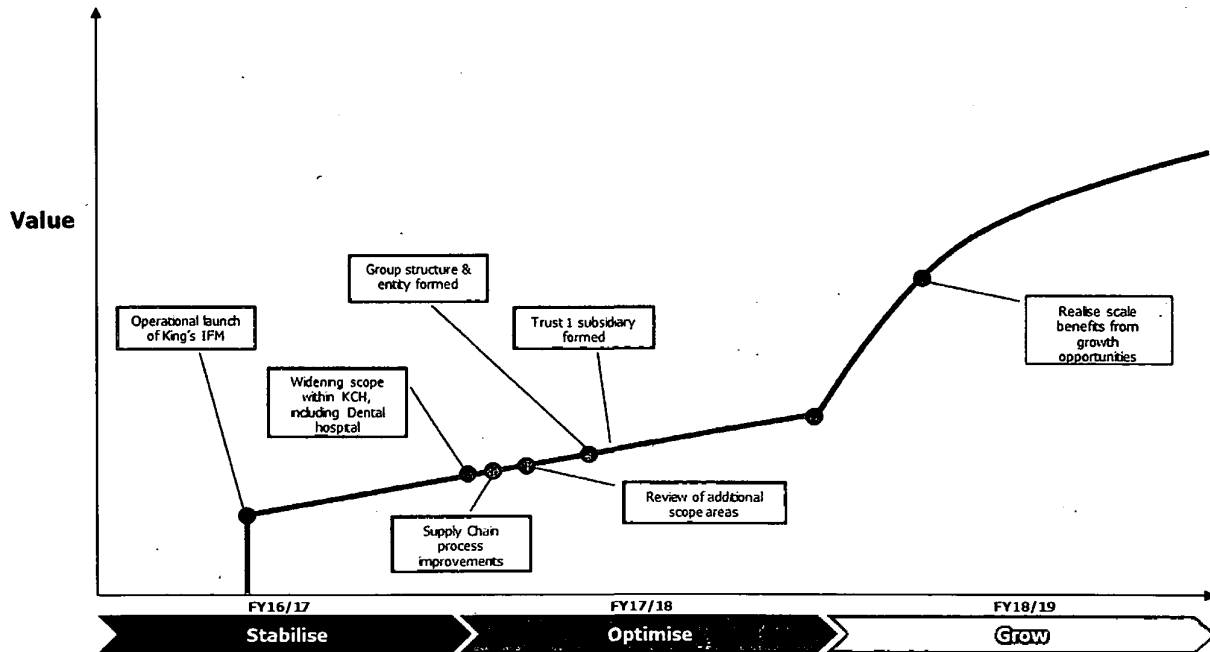 Value
Operational launch
of King's IFM
Group structure &
entity formed
Widening scope
within KCH,
including Dental
hospital
Trust 1 subsidiary
formed
Realise scale
benefits from
growth
opportunities
Supply Chain
process
improvements
Review of additional
scope areas
FY16/17
FY17/18
FY18/19
Stabilise
Optimise
Grow